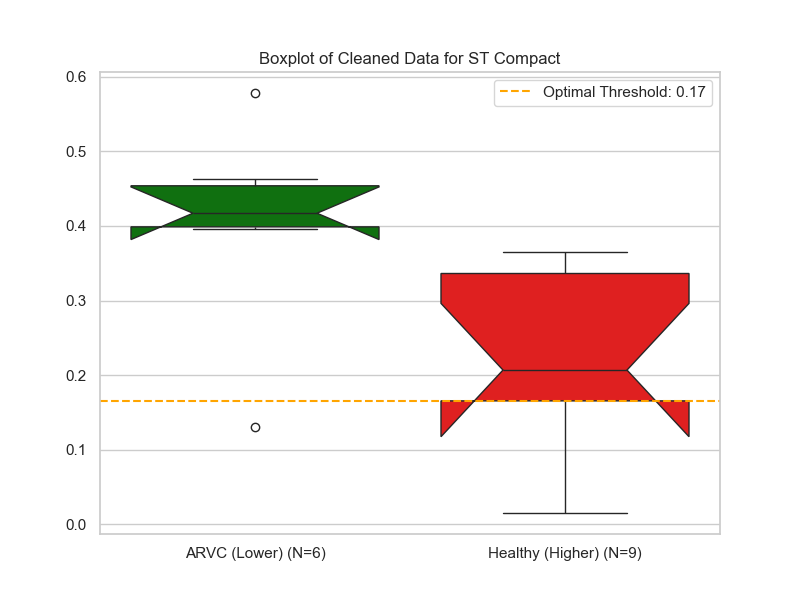 Boxplot of Cleaned Data for ST Compact
Optimal Threshold: 0.17
0.6
0.5
0.4
0.3
0.2
0.1
0.0
ARVC (Lower) (N=6)
Healthy (Higher) (N=9)